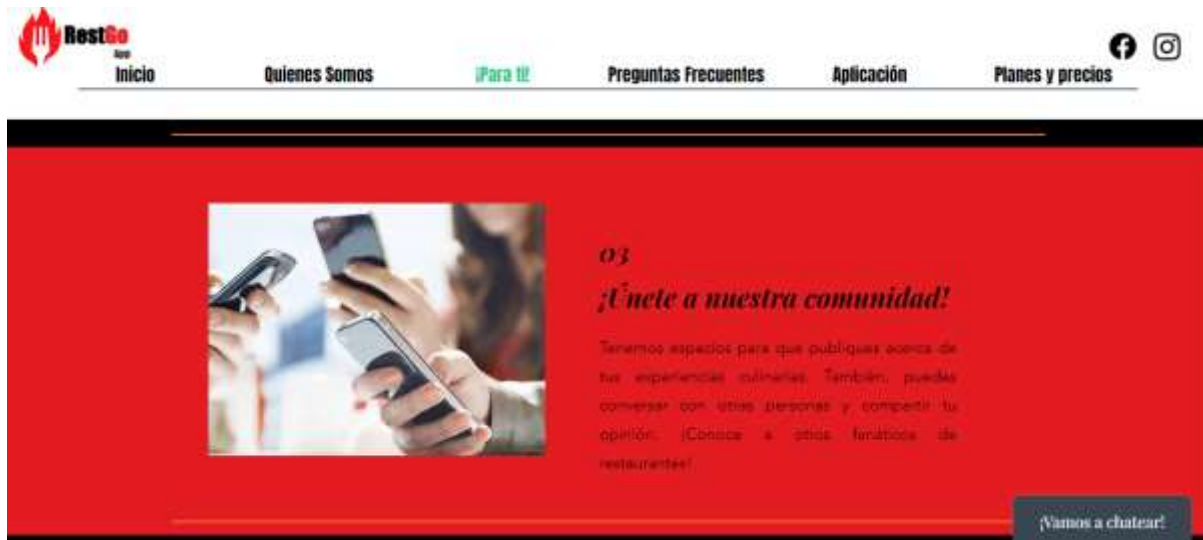 RestGo
App
Inicio Quienes Somos ¡Para ti! Preguntas Frecuentes Aplicación Planes y precios
03
¡Únete a nuestra comunidad!
Tenemos espacios para que publiques acerca de
tus experiencias culinarias. También, puedes
conversar con otras personas y compartir tu
opinión. ¡Conoce a otros fanáticos de
restaurantes!
¡Vamos a chatear!